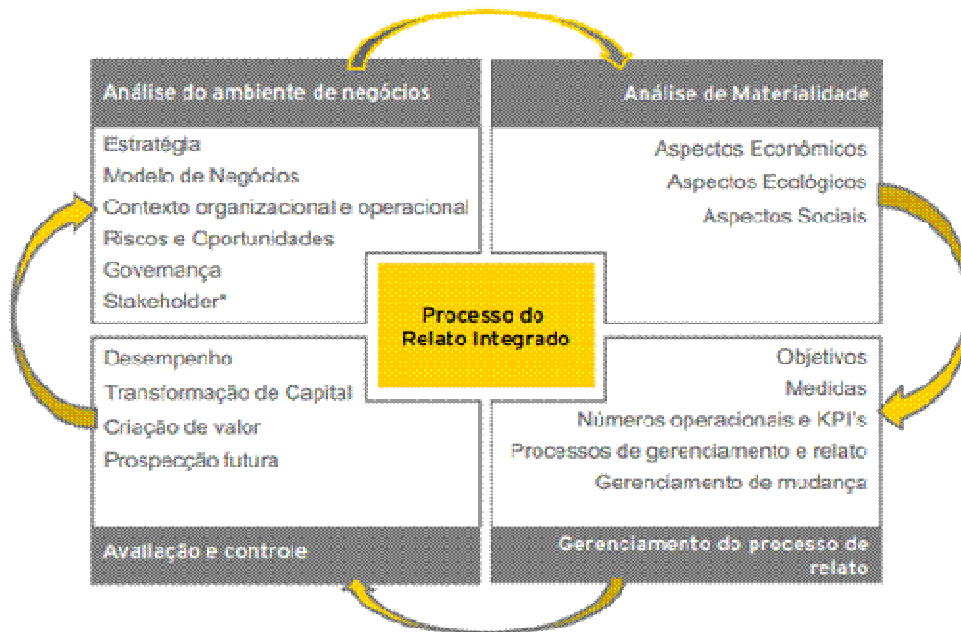 Análise do ambiente de negócios
Estratégia
Modelo de Negócios
Contexto organizacional e operacional
Riscos e Oportunidades
Governança
Stakeholder*
Análise de Materialidade
Aspectos Econômicos
Aspectos Ecológicos
Aspectos Sociais
Processo do
Relato Integrado
Desempenho
Transformação de Capital
Criação de valor
Prospecção futura
Avaliação e controle
Objetivos
Medidas
Números operacionais e KPI's
Processos de gerenciamento e relato
Gerenciamento de mudança
Gerenciamento do processo de
relato